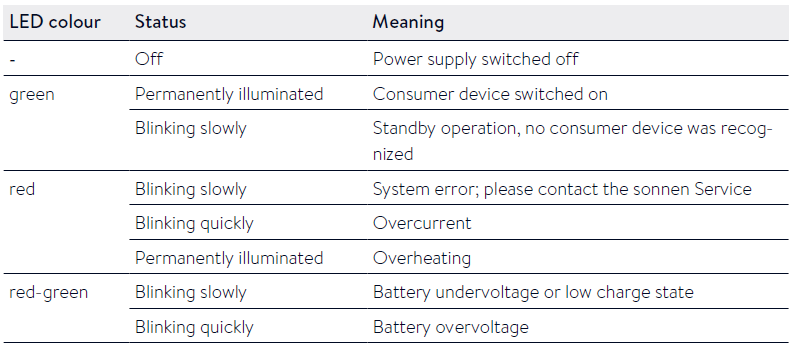 LED colour Status Meaning
- Off Power supply switched off
green Permanently illuminated Consumer device switched on
Blinking slowly Standby operation, no consumer device was recog-
nized
red Blinking slowly System error; please contact the sonnen Service
Blinking quickly Overcurrent
Permanently illuminated Overheating
red-green Blinking slowly Battery undervoltage or low charge state
Blinking quickly Battery overvoltage